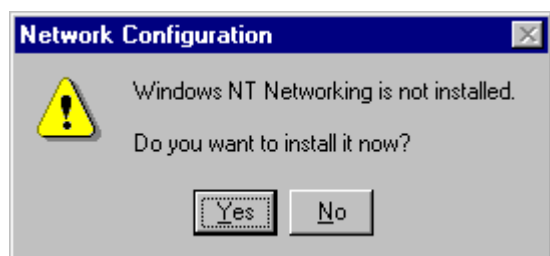 Network Configuration
Windows NT Networking is not installed.
Do you want to install it now?
Yes No